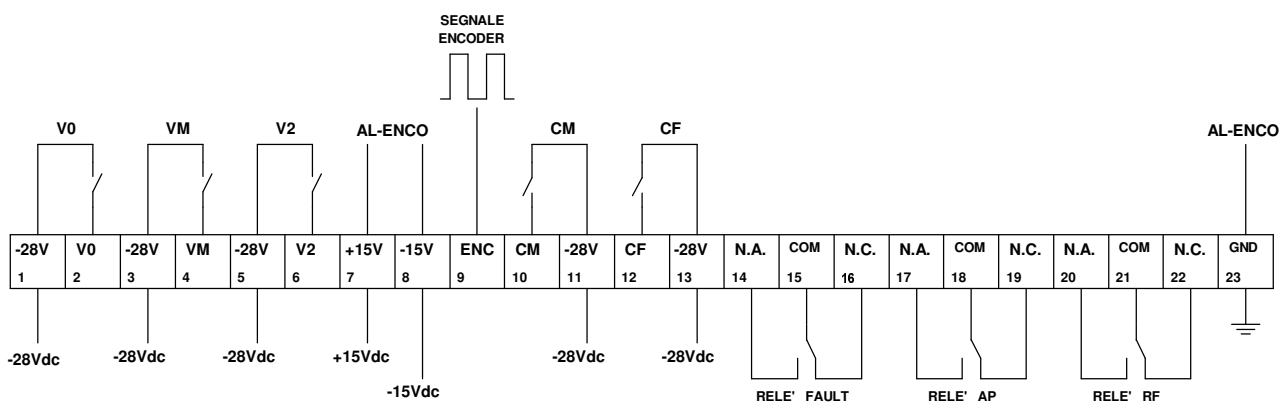 SEGNALE
ENCODER
V0 VM V2 AL-ENCO CM CF AL-ENCO
-28V V0 -28V VM -28V V2 +15V -15V ENC CM -28V CF -28V N.A. COM N.C. N.A. COM N.C. N.A. COM N.C. GND
1 2 3 4 5 6 7 8 9 10 11 12 13 14 15 16 17 18 19 20 21 22 23
-28Vdc -28Vdc -28Vdc +15Vdc -28Vdc -28Vdc
-15Vdc RELE' FAULT RELE' AP RELE' RF